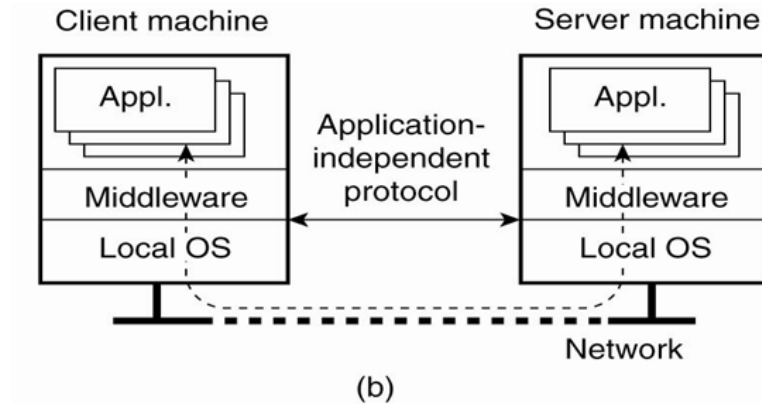 Client machine
Server machine
Appl.
Appl.
Application-
independent
protocol
Middleware
Middleware
Local OS
Local OS
Network
(b)